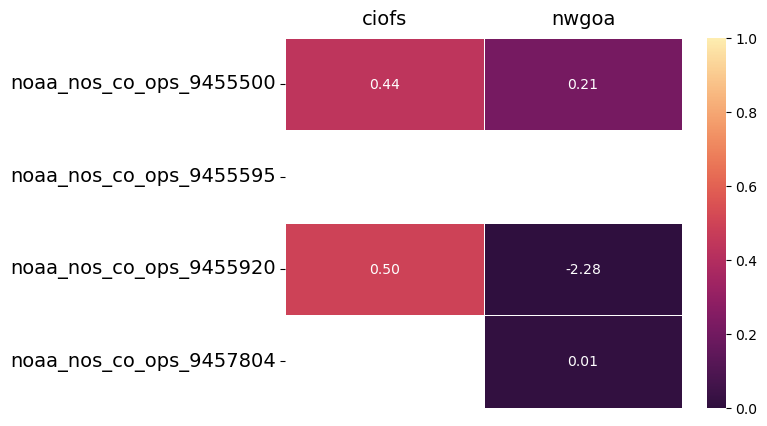 ciofs nwgoa
noaa_nos_co_ops_9455500 0.44 0.21
noaa_nos_co_ops_9455595
noaa_nos_co_ops_9455920 0.50 -2.28
noaa_nos_co_ops_9457804 0.01
1.0
0.8
0.6
0.4
0.2
0.0